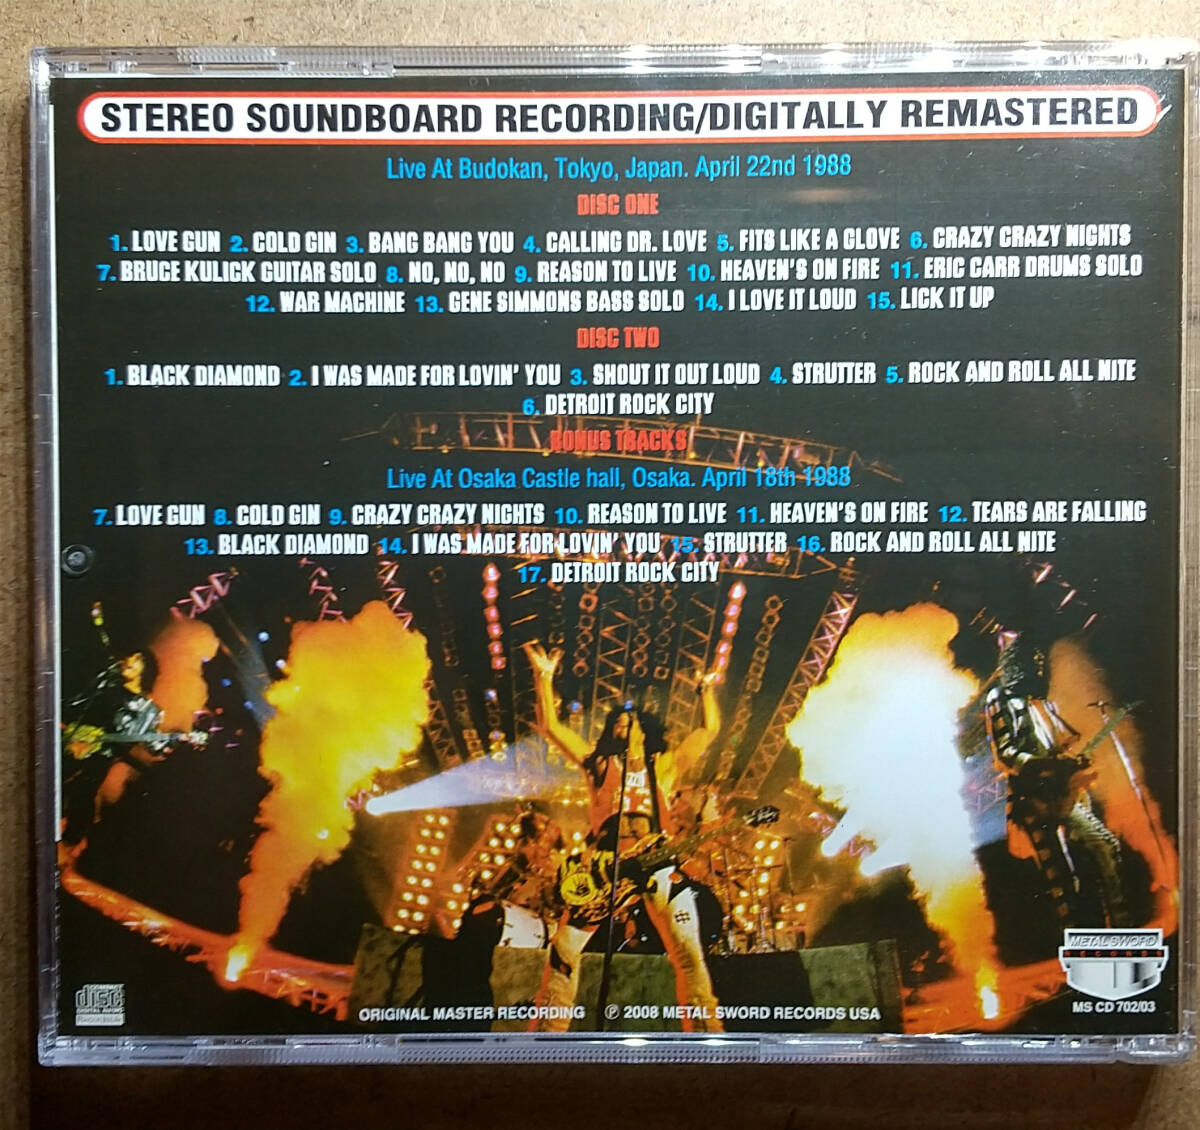 STEREO SOUNDBOARD RECORDING/DIGITALLY REMASTERED
Live At Budokan, Tokyo, Japan. April 22nd 1988
DISC ONE
1. LOVE GUN 2. COLD GIN 3. BANG BANG YOU 4. CALLING DR. LOVE 5. FITS LIKE A GLOVE 6. CRAZY CRAZY NIGHTS
7. BRUCE KULICK GUITAR SOLO 8. NO, NO, NO 9. REASON TO LIVE 10. HEAVEN'S ON FIRE 11. ERIC CARR DRUMS SOLO
12. WAR MACHINE 13. GENE SIMMONS BASS SOLO 14. I LOVE IT LOUD 15. LICK IT UP
DISC TWO
1. BLACK DIAMOND 2. I WAS MADE FOR LOVIN' YOU 3. SHOUT IT OUT LOUD 4. STRUTTER 5. ROCK AND ROLL ALL NITE
6. DETROIT ROCK CITY
BONUS TRACKS
Live At Osaka Castle hall, Osaka. April 18th 1988
7. LOVE GUN 8. COLD GIN 9. CRAZY CRAZY NIGHTS 10. REASON TO LIVE 11. HEAVEN'S ON FIRE 12. TEARS ARE FALLING
13. BLACK DIAMOND 14. I WAS MADE FOR LOVIN' YOU 15. STRUTTER 16. ROCK AND ROLL ALL NITE
17. DETROIT ROCK CITY
METAL SWORD
RECORDS
MS CD 702/03
COMPACT
disc
DIGITAL AUDIO
ORIGINAL MASTER RECORDING ℗ 2008 METAL SWORD RECORDS USA